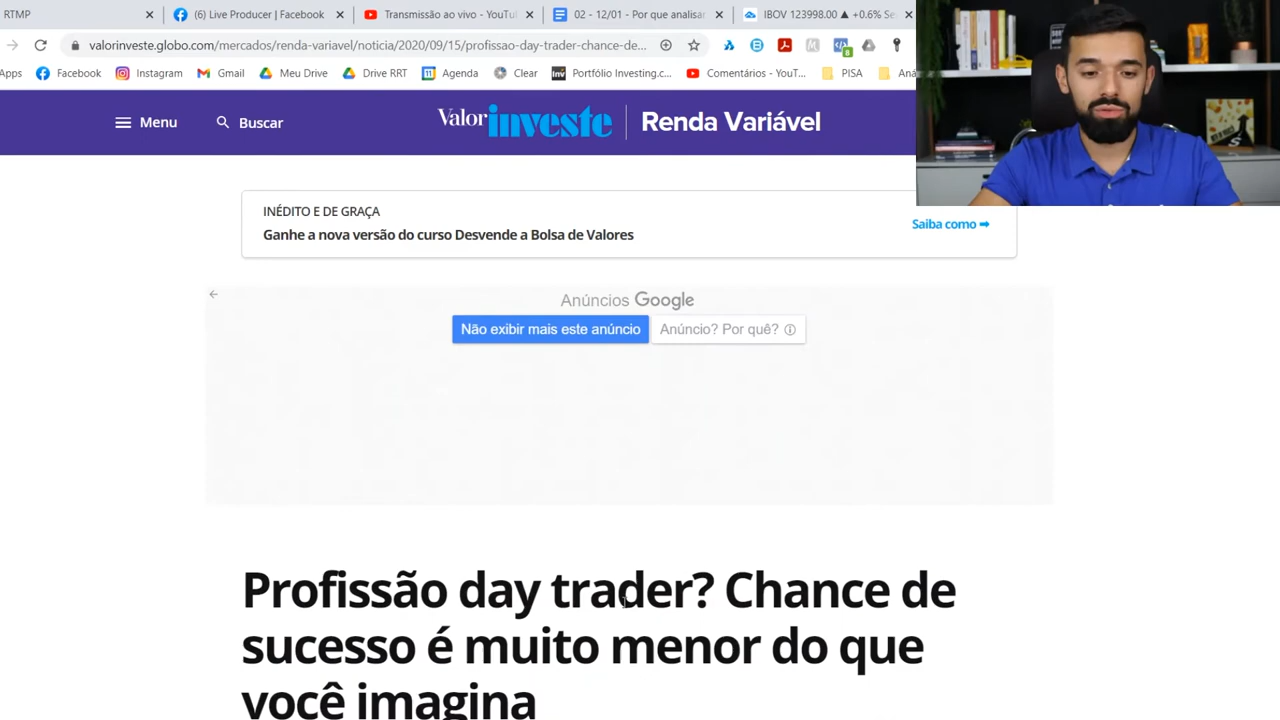 RTMP
(6) Live Producer | Facebook
Transmissão ao vivo - YouTu
02 - 12/01 - Por que analisar
IBOV 123998.00 ▲ +0.6% Se
valorinveste.globo.com/mercados/renda-variavel/noticia/2020/09/15/profissao-day-trader-chance-de...
Apps
Facebook
Instagram
Gmail
Meu Drive
Drive RRT
Agenda
Clear
Portfólio Investing.c...
Comentários - YouT...
PISA
Aná
Menu
Buscar
Valor investe
Renda Variável
INÉDITO E DE GRAÇA
Ganhe a nova versão do curso Desvende a Bolsa de Valores
Saiba como ➡
Anúncios Google
Não exibir mais este anúncio
Anúncio? Por quê?
Profissão day trader? Chance de
sucesso é muito menor do que
você imagina